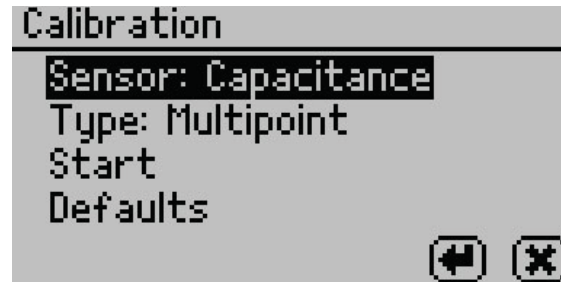 Calibration
Sensor: Capacitance
Type: Multipoint
Start
Defaults